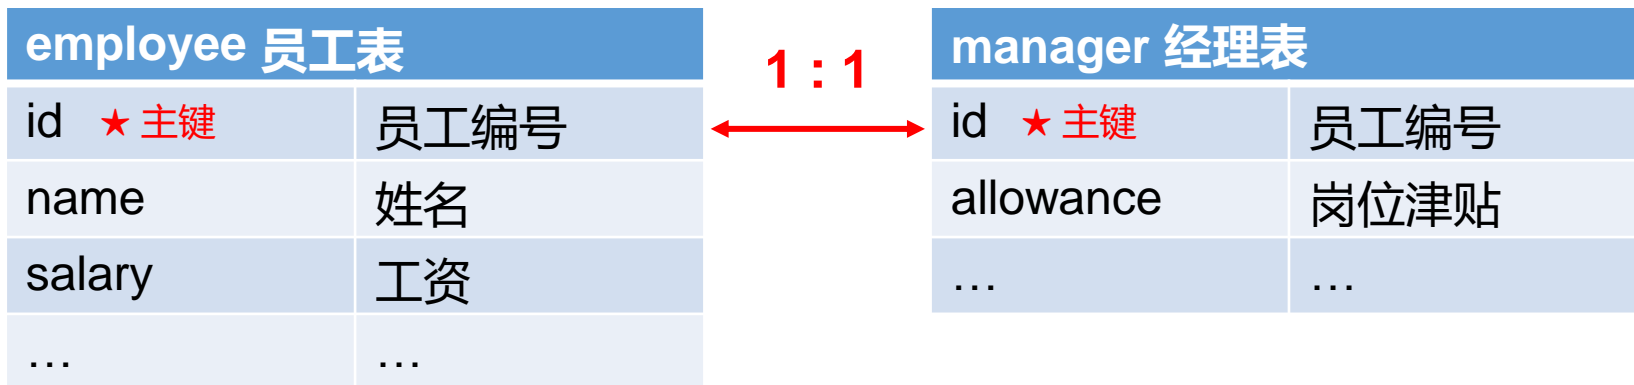 employee 员工表
id ★ 主键 员工编号
name 姓名
salary 工资
… …
1 : 1
manager 经理表
id ★ 主键 员工编号
allowance 岗位津贴
… …